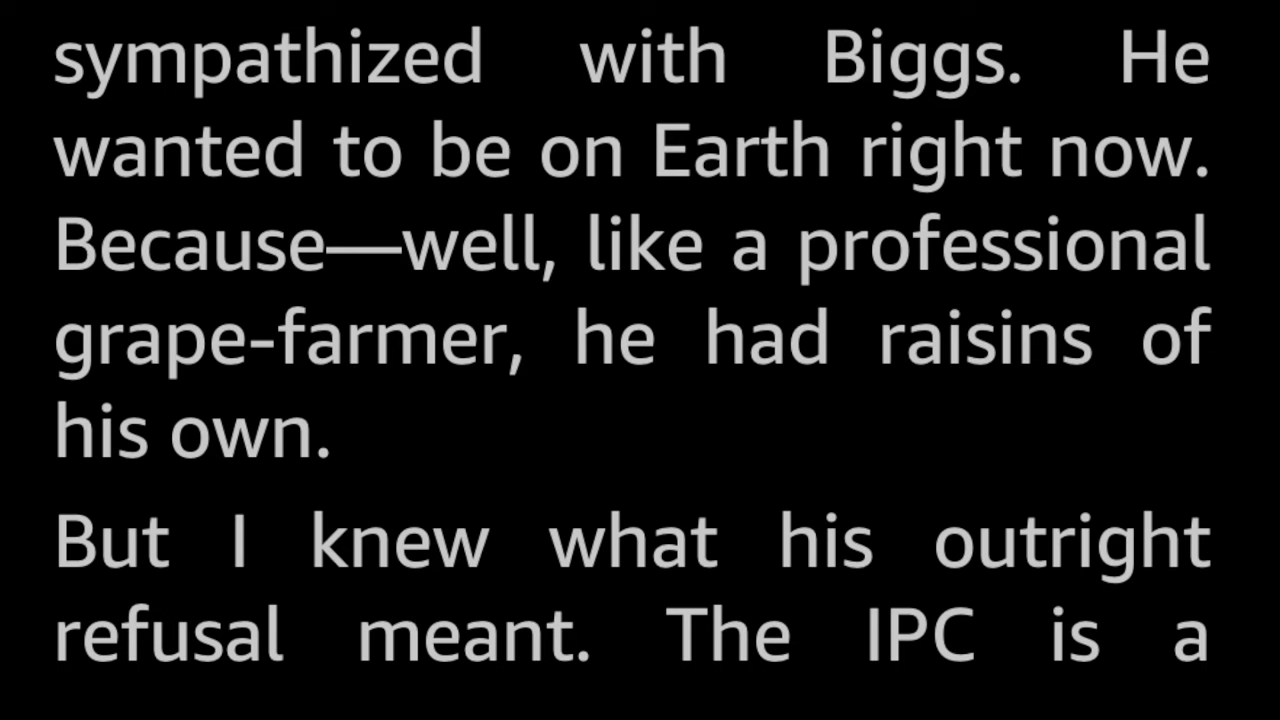 sympathized with Biggs. He
wanted to be on Earth right now.
Because—well, like a professional
grape-farmer, he had raisins of
his own.
But I knew what his outright
refusal meant. The IPC is a